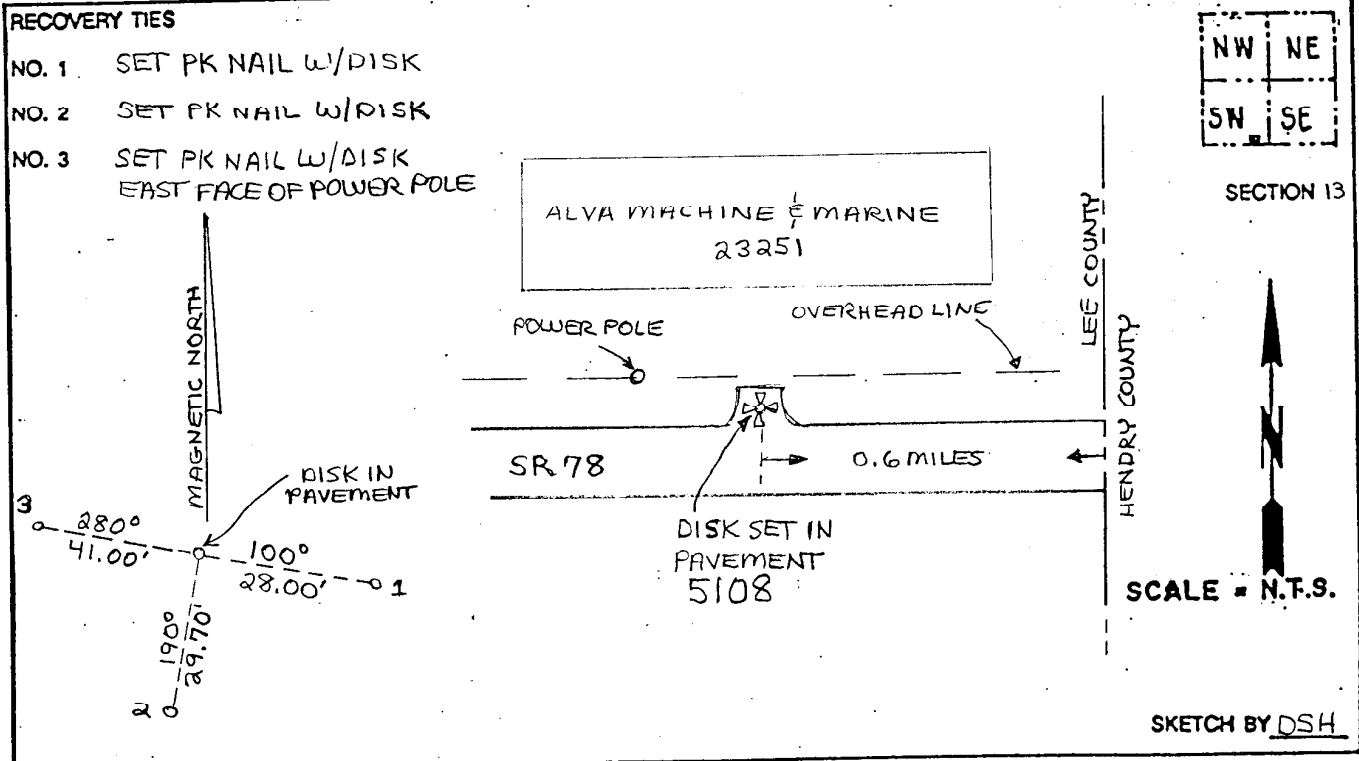 RECOVERY TIES
NO. 1 SET PK NAIL W/DISK
NO. 2 SET PK NAIL W/DISK
NO. 3 SET PK NAIL W/DISK
EAST FACE OF POWER POLE
NW NE
SW SE
SECTION 13
ALVA MACHINE & MARINE
23251
LEE COUNTY
HENDRY COUNTY
POWER POLE
OVERHEAD LINE
MAGNETIC NORTH
DISK IN
PAVEMENT
SR 78
0.6 MILES
DISK SET IN
PAVEMENT
5108
3
280°
41.00'
100°
28.00'
1
190°
29.70'
2
N
SCALE = N.T.S.
SKETCH BY DSH